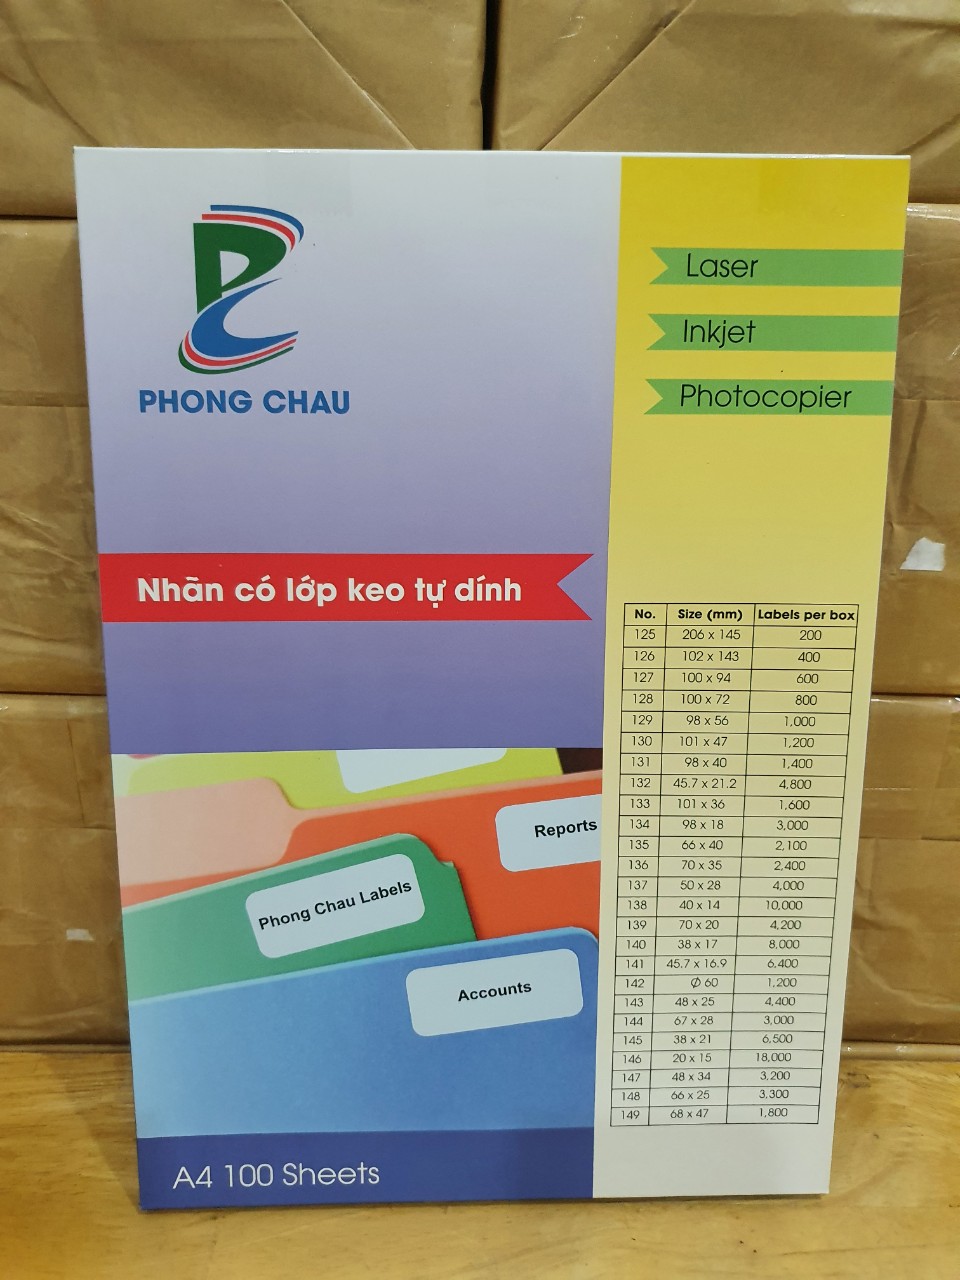 PHONG CHAU
Laser
Inkjet
Photocopier
Nhãn có lớp keo tự dính
No. Size (mm) Labels per box
125 206 x 145 200
126 102 x 143 400
127 100 x 94 600
128 100 x 72 800
129 98 x 56 1,000
130 101 x 47 1,200
131 98 x 40 1,400
132 45.7 x 21.2 4,800
133 101 x 36 1,600
134 98 x 18 3,000
135 66 x 40 2,100
136 70 x 35 2,400
137 50 x 28 4,000
138 40 x 14 10,000
139 70 x 20 4,200
140 38 x 17 8,000
141 45.7 x 16.9 6,400
142 Ø 60 1,200
143 48 x 25 4,400
144 67 x 28 3,000
145 38 x 21 6,500
146 20 x 15 18,000
147 48 x 34 3,200
148 66 x 25 3,300
149 68 x 47 1,800
Reports
Phong Chau Labels
Accounts
A4 100 Sheets